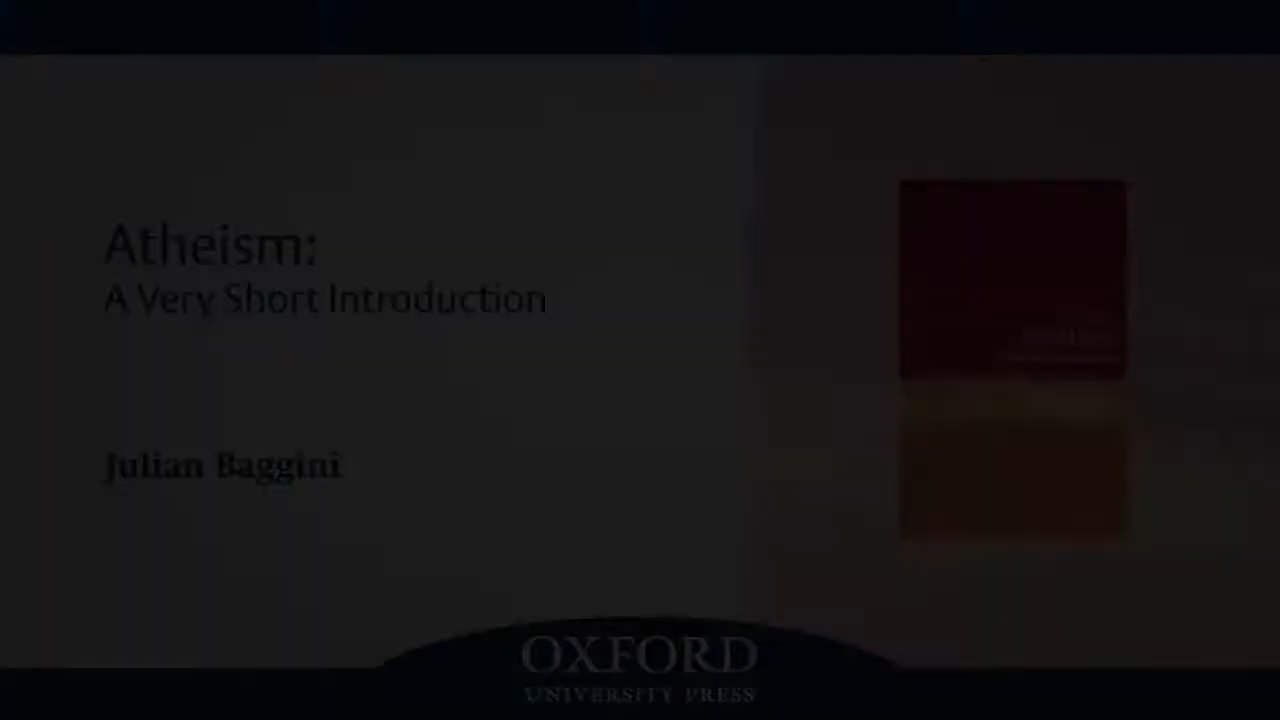 Atheism:
A Very Short Introduction
Julian Baggini
OXFORD
UNIVERSITY PRESS